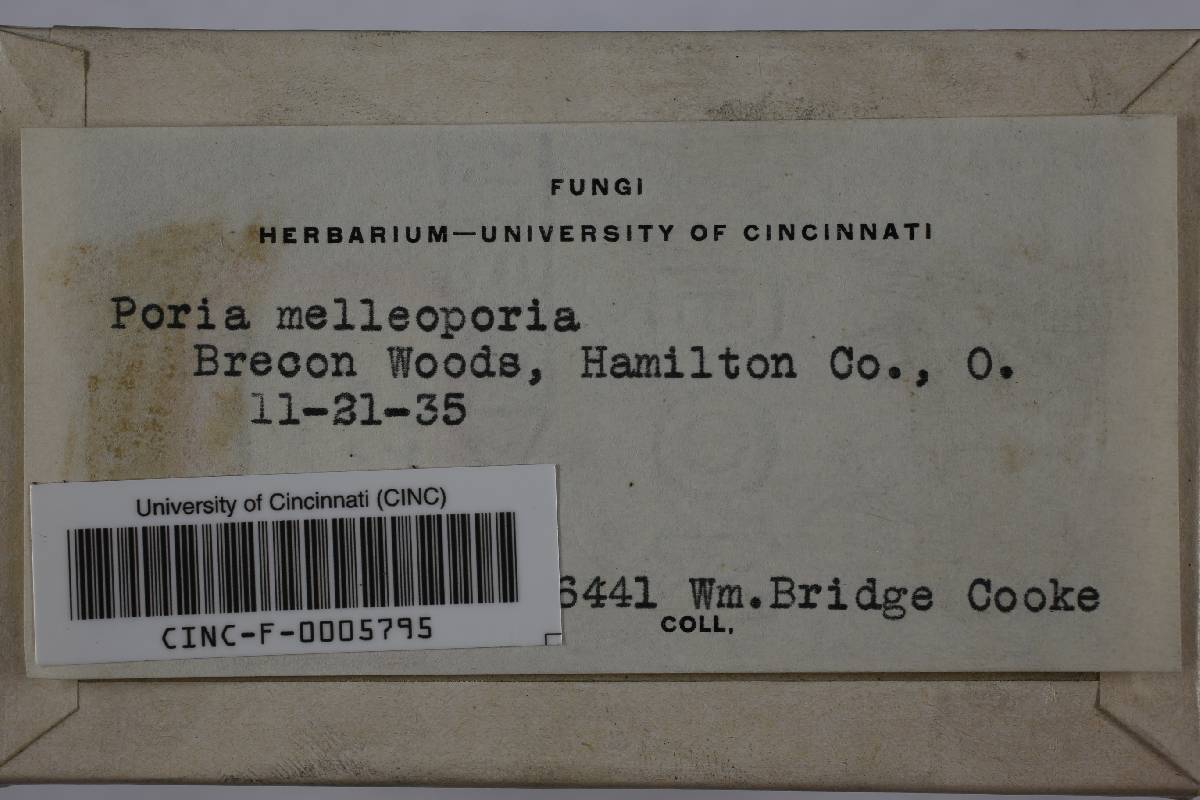 FUNGI
HERBARIUM—UNIVERSITY OF CINCINNATI
Poria melleoporia
Brecon Woods, Hamilton Co., O.
11-21-35
6441 Wm.Bridge Cooke
COLL.
University of Cincinnati (CINC)
CINC-F-0005795